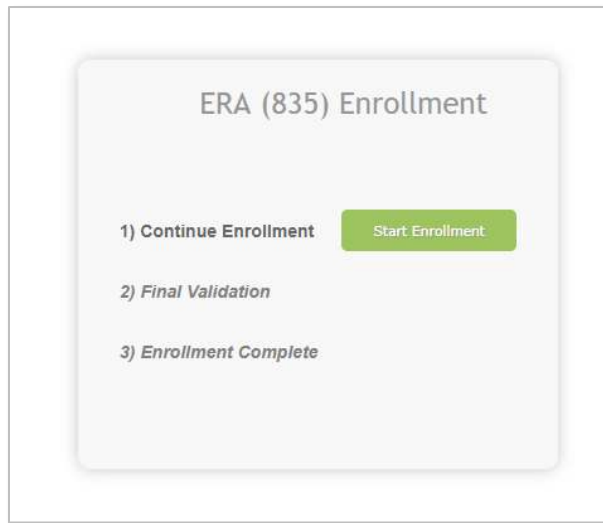 ERA (835) Enrollment
1) Continue Enrollment Start Enrollment
2) Final Validation
3) Enrollment Complete